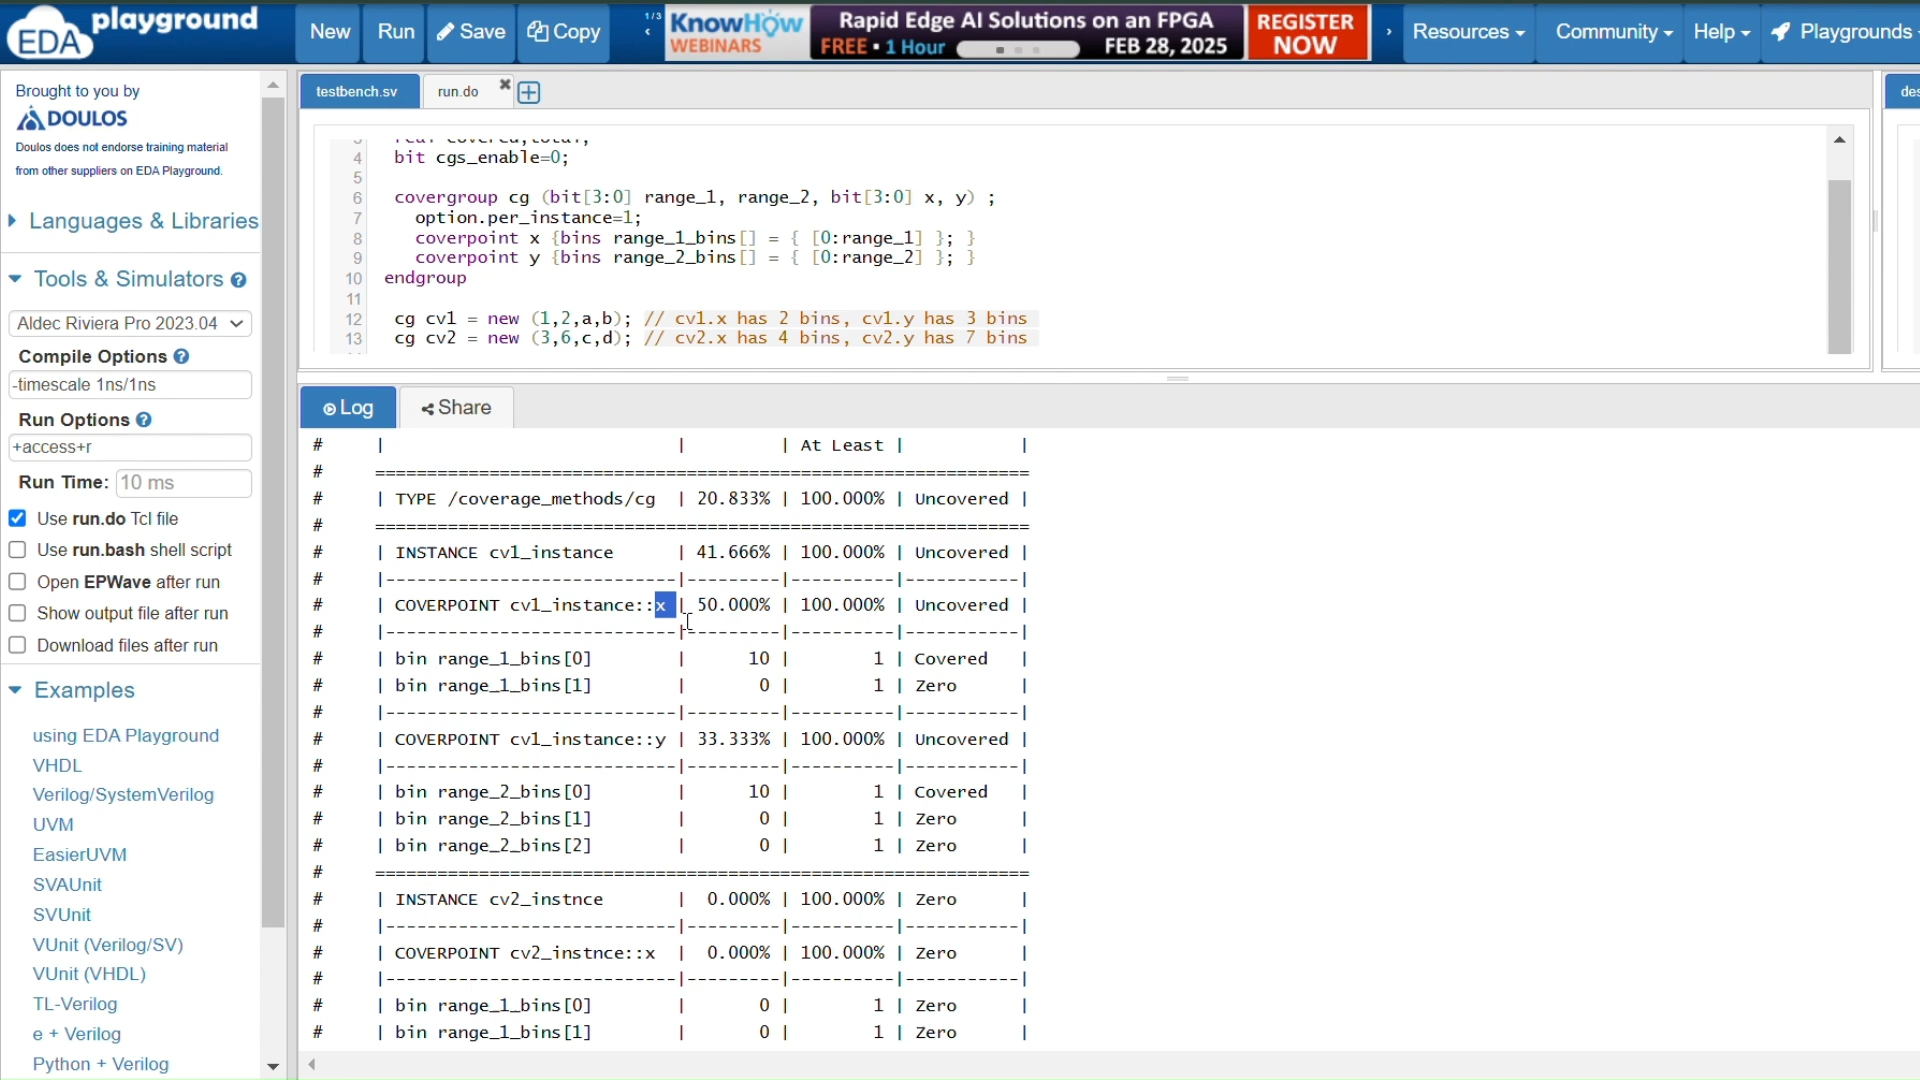 EDA playground
New
Run
Save
Copy
1/3
KnowHow
WEBINARS
Rapid Edge AI Solutions on an FPGA
FREE • 1 Hour
FEB 28, 2025
REGISTER
NOW
Resources
Community
Help
Playgrounds
Brought to you by
DOULOS
Doulos does not endorse training material
from other suppliers on EDA Playground.
Languages & Libraries
Tools & Simulators
Aldec Riviera Pro 2023.04
Compile Options
-timescale 1ns/1ns
Run Options
+access+r
Run Time: 10 ms
Use run.do Tcl file
Use run.bash shell script
Open EPWave after run
Show output file after run
Download files after run
Examples
using EDA Playground
VHDL
Verilog/SystemVerilog
UVM
EasierUVM
SVAUnit
SVUnit
VUnit (Verilog/SV)
VUnit (VHDL)
TL-Verilog
e + Verilog
Python + Verilog
testbench.sv
run.do
des
4 bit cgs_enable=0;
5
6 covergroup cg (bit[3:0] range_1, range_2, bit[3:0] x, y) ;
7 option.per_instance=1;
8 coverpoint x {bins range_1_bins[] = { [0:range_1] }; }
9 coverpoint y {bins range_2_bins[] = { [0:range_2] }; }
10 endgroup
11
12 cg cv1 = new (1,2,a,b); // cv1.x has 2 bins, cv1.y has 3 bins
13 cg cv2 = new (3,6,c,d); // cv2.x has 4 bins, cv2.y has 7 bins
Log
Share
# | | | At Least | |
# ==============================================================
# | TYPE /coverage_methods/cg | 20.833% | 100.000% | Uncovered |
# ==============================================================
# | INSTANCE cv1_instance | 41.666% | 100.000% | Uncovered |
# |----------------------------|---------|----------|-----------|
# | COVERPOINT cv1_instance::x | 50.000% | 100.000% | Uncovered |
# |----------------------------|---------|----------|-----------|
# | bin range_1_bins[0] | 10 | 1 | Covered |
# | bin range_1_bins[1] | 0 | 1 | Zero |
# |----------------------------|---------|----------|-----------|
# | COVERPOINT cv1_instance::y | 33.333% | 100.000% | Uncovered |
# |----------------------------|---------|----------|-----------|
# | bin range_2_bins[0] | 10 | 1 | Covered |
# | bin range_2_bins[1] | 0 | 1 | Zero |
# | bin range_2_bins[2] | 0 | 1 | Zero |
# ==============================================================
# | INSTANCE cv2_instnce | 0.000% | 100.000% | Zero |
# |----------------------------|---------|----------|-----------|
# | COVERPOINT cv2_instnce::x | 0.000% | 100.000% | Zero |
# |----------------------------|---------|----------|-----------|
# | bin range_1_bins[0] | 0 | 1 | Zero |
# | bin range_1_bins[1] | 0 | 1 | Zero |